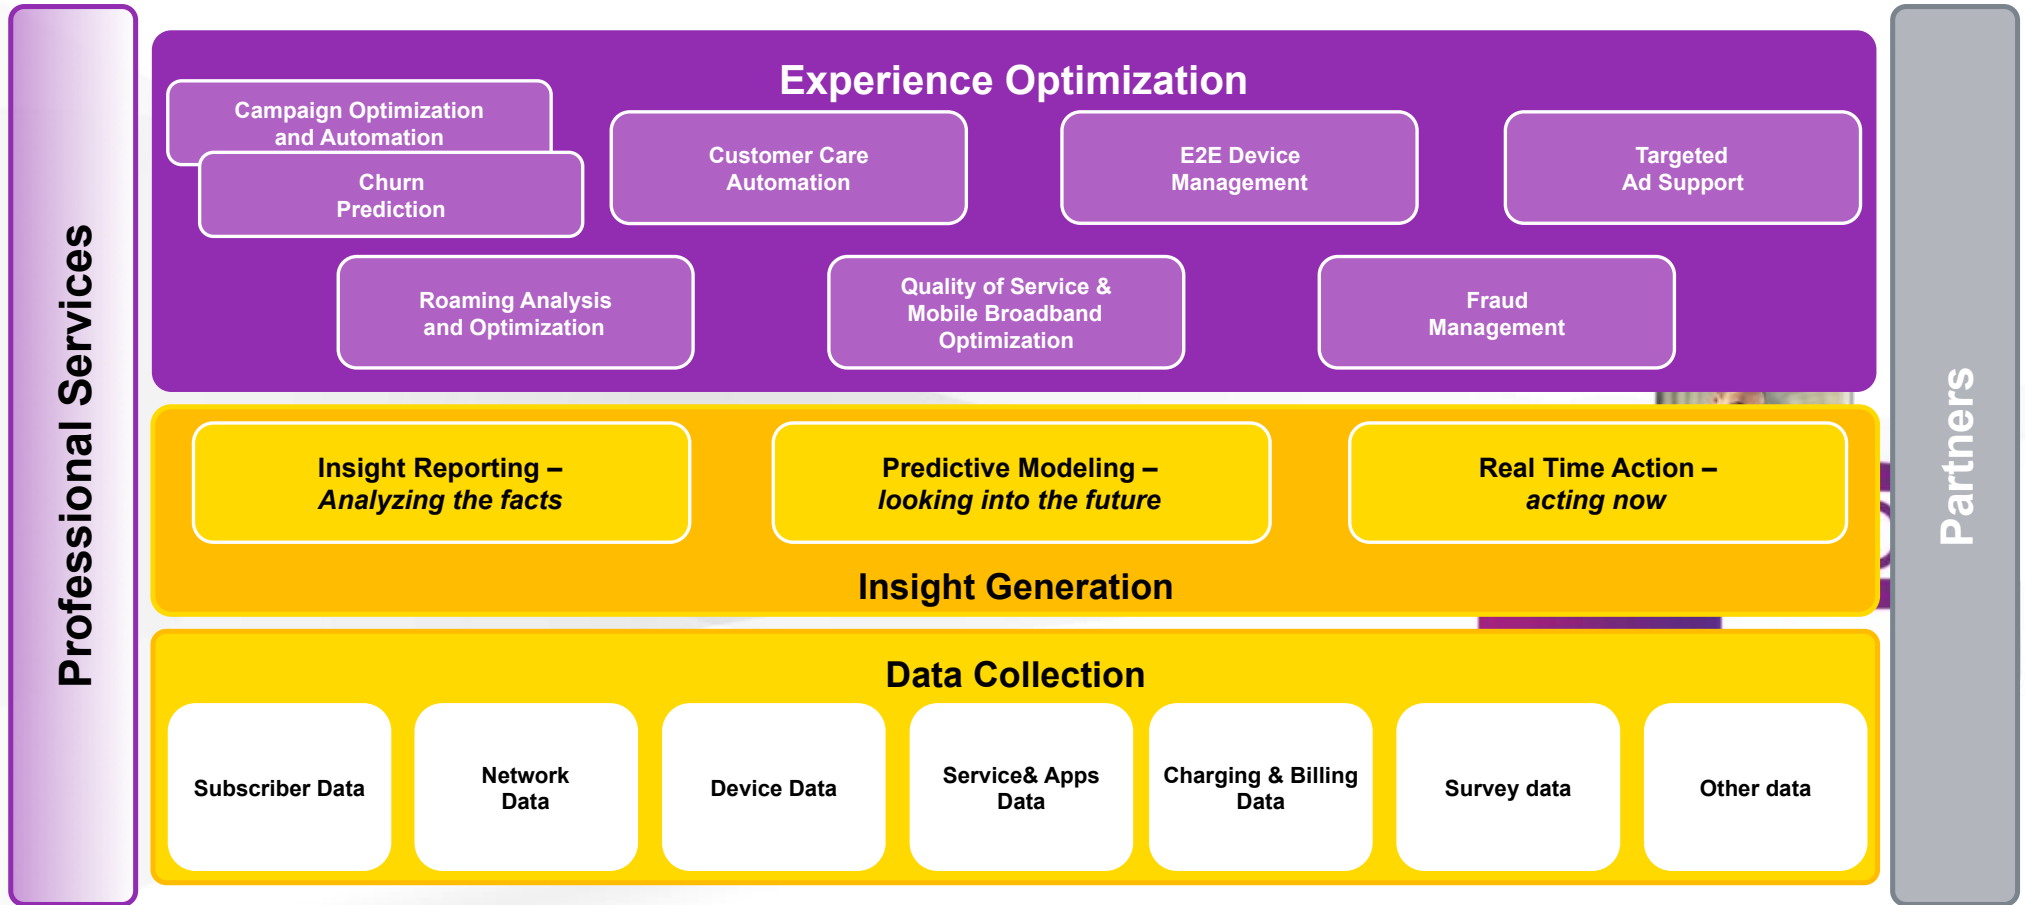 Professional Services
Experience Optimization
Campaign Optimization
and Automation
Churn
Prediction
Customer Care
Automation
E2E Device
Management
Targeted
Ad Support
Roaming Analysis
and Optimization
Quality of Service &
Mobile Broadband
Optimization
Fraud
Management
Insight Reporting –
Analyzing the facts
Predictive Modeling –
looking into the future
Real Time Action –
acting now
Insight Generation
Data Collection
Subscriber Data
Network
Data
Device Data
Service& Apps
Data
Charging & Billing
Data
Survey data
Other data
Partners